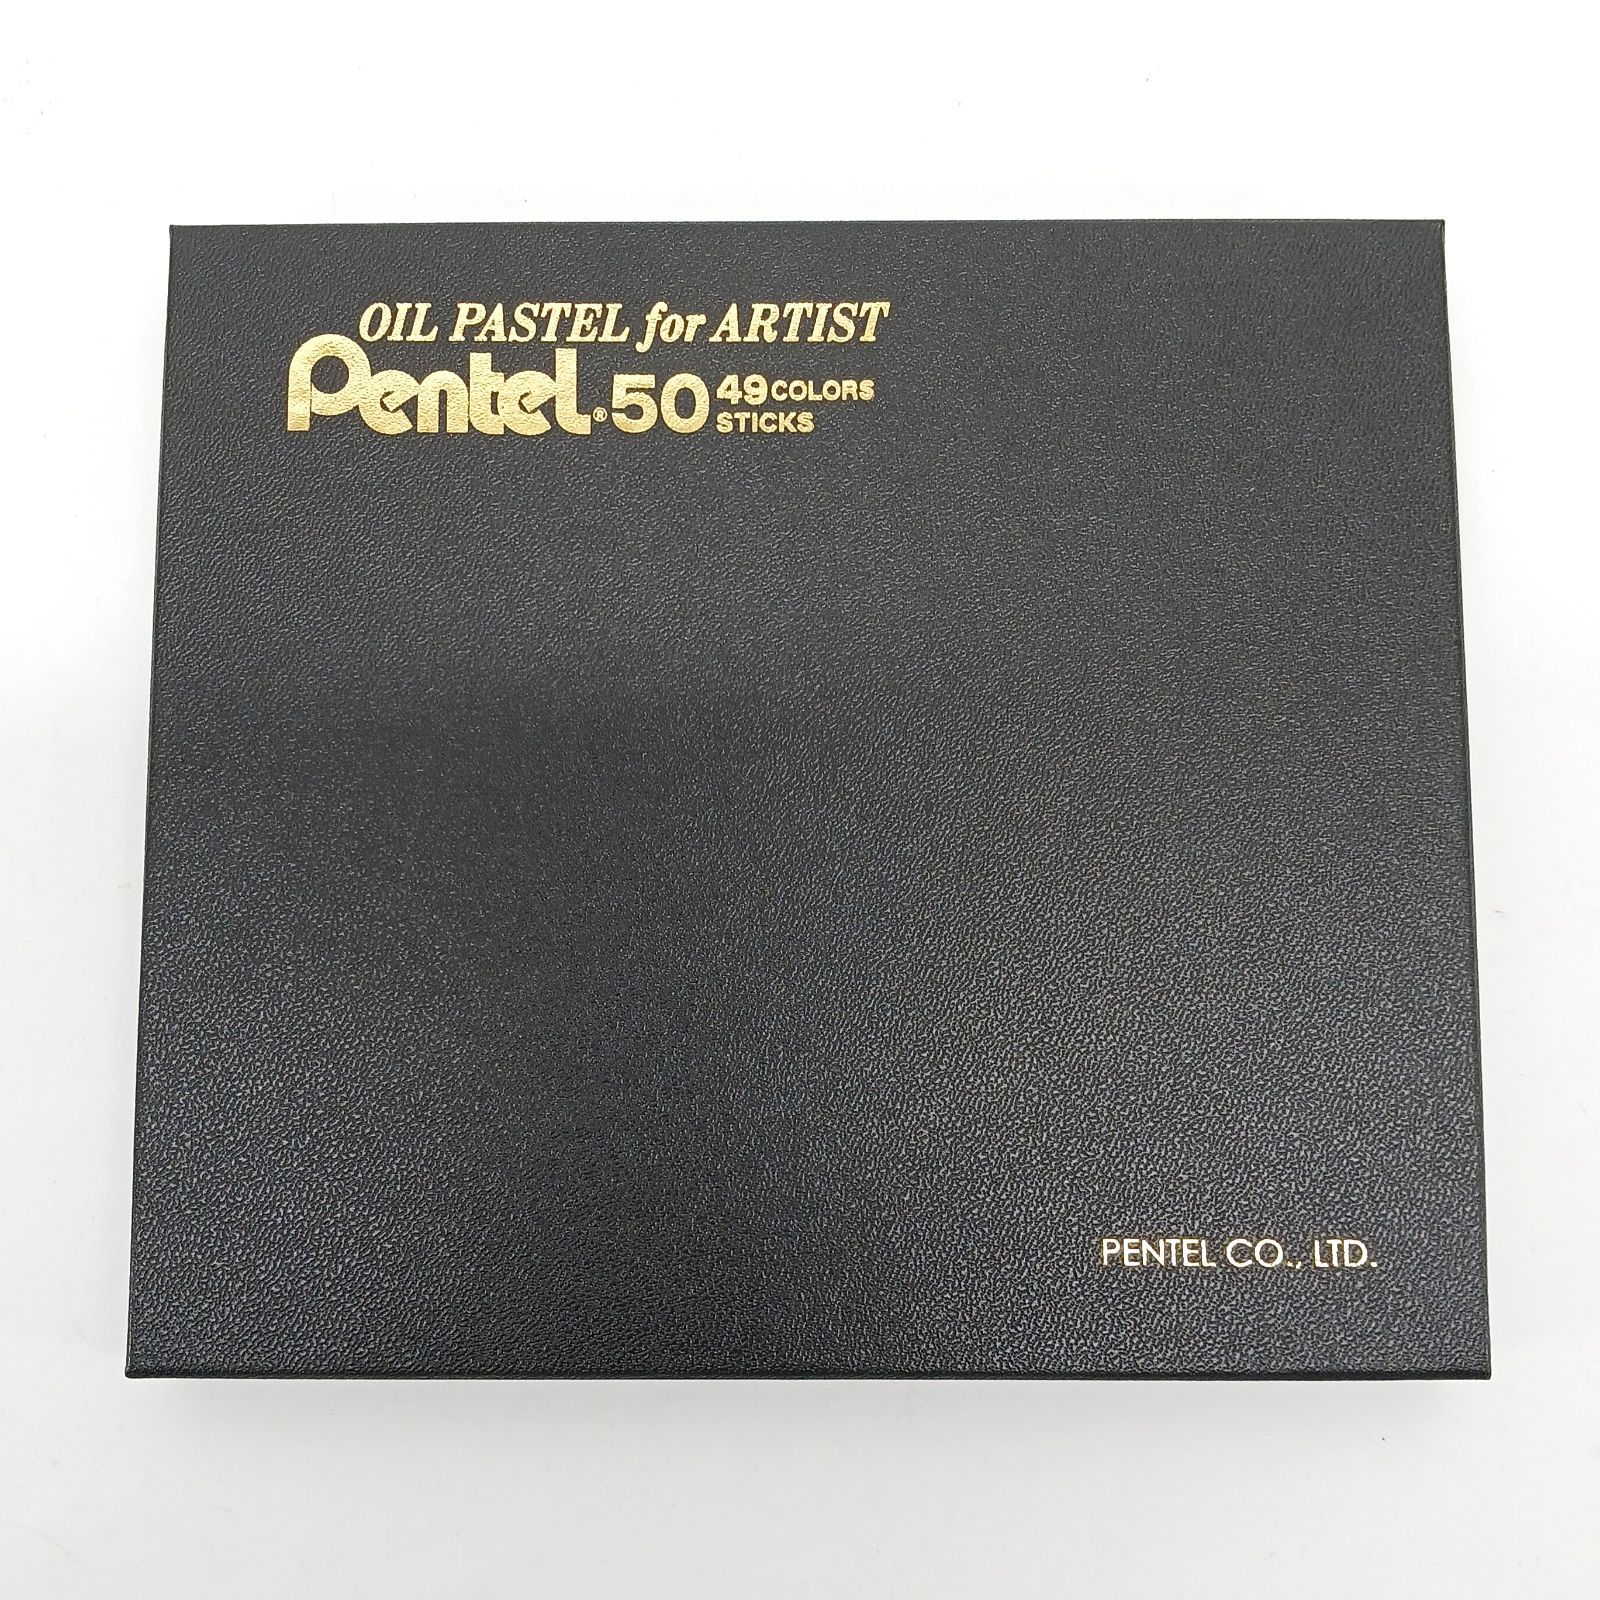 OIL PASTEL for ARTIST
Pentel® 50 49 COLORS
STICKS
PENTEL CO., LTD.